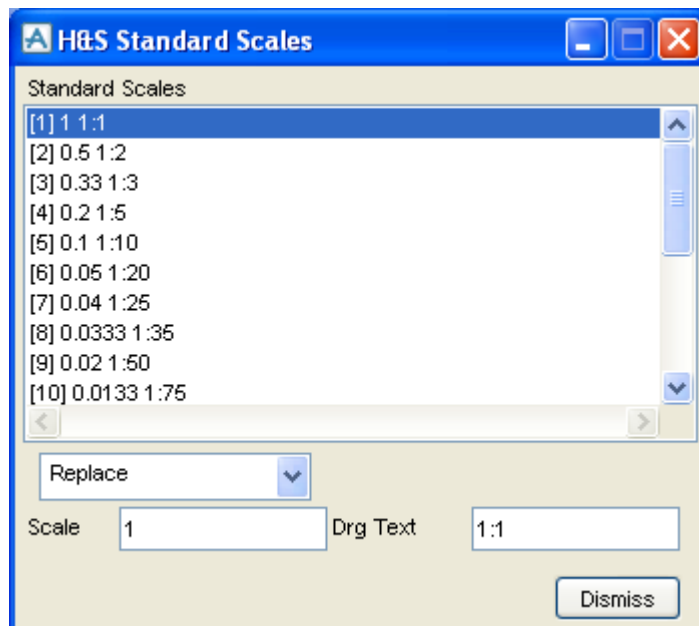 H&S Standard Scales
Standard Scales
[1] 1 1:1
[2] 0.5 1:2
[3] 0.33 1:3
[4] 0.2 1:5
[5] 0.1 1:10
[6] 0.05 1:20
[7] 0.04 1:25
[8] 0.0333 1:35
[9] 0.02 1:50
[10] 0.0133 1:75
Replace
Scale 1 Drg Text 1:1
Dismiss